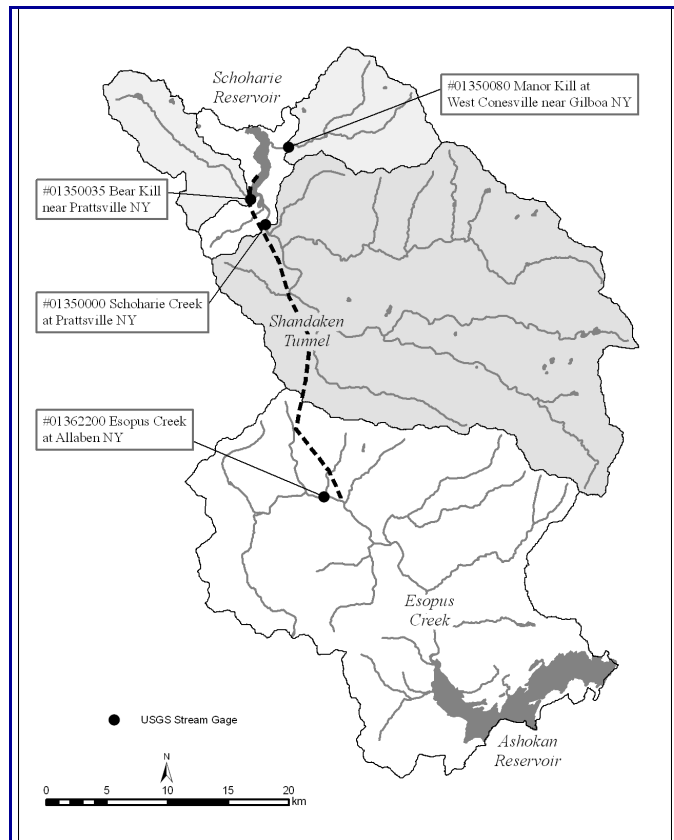 Schoharie
Reservoir
#01350080 Manor Kill at
West Conesville near Gilboa NY
#01350035 Bear Kill
near Prattsville NY
#01350000 Schoharie Creek
at Prattsville NY
Shandaken
Tunnel
#01362200 Esopus Creek
at Allaben NY
Esopus
Creek
USGS Stream Gage
Ashokan
Reservoir
N
0 5 10 15 20
km